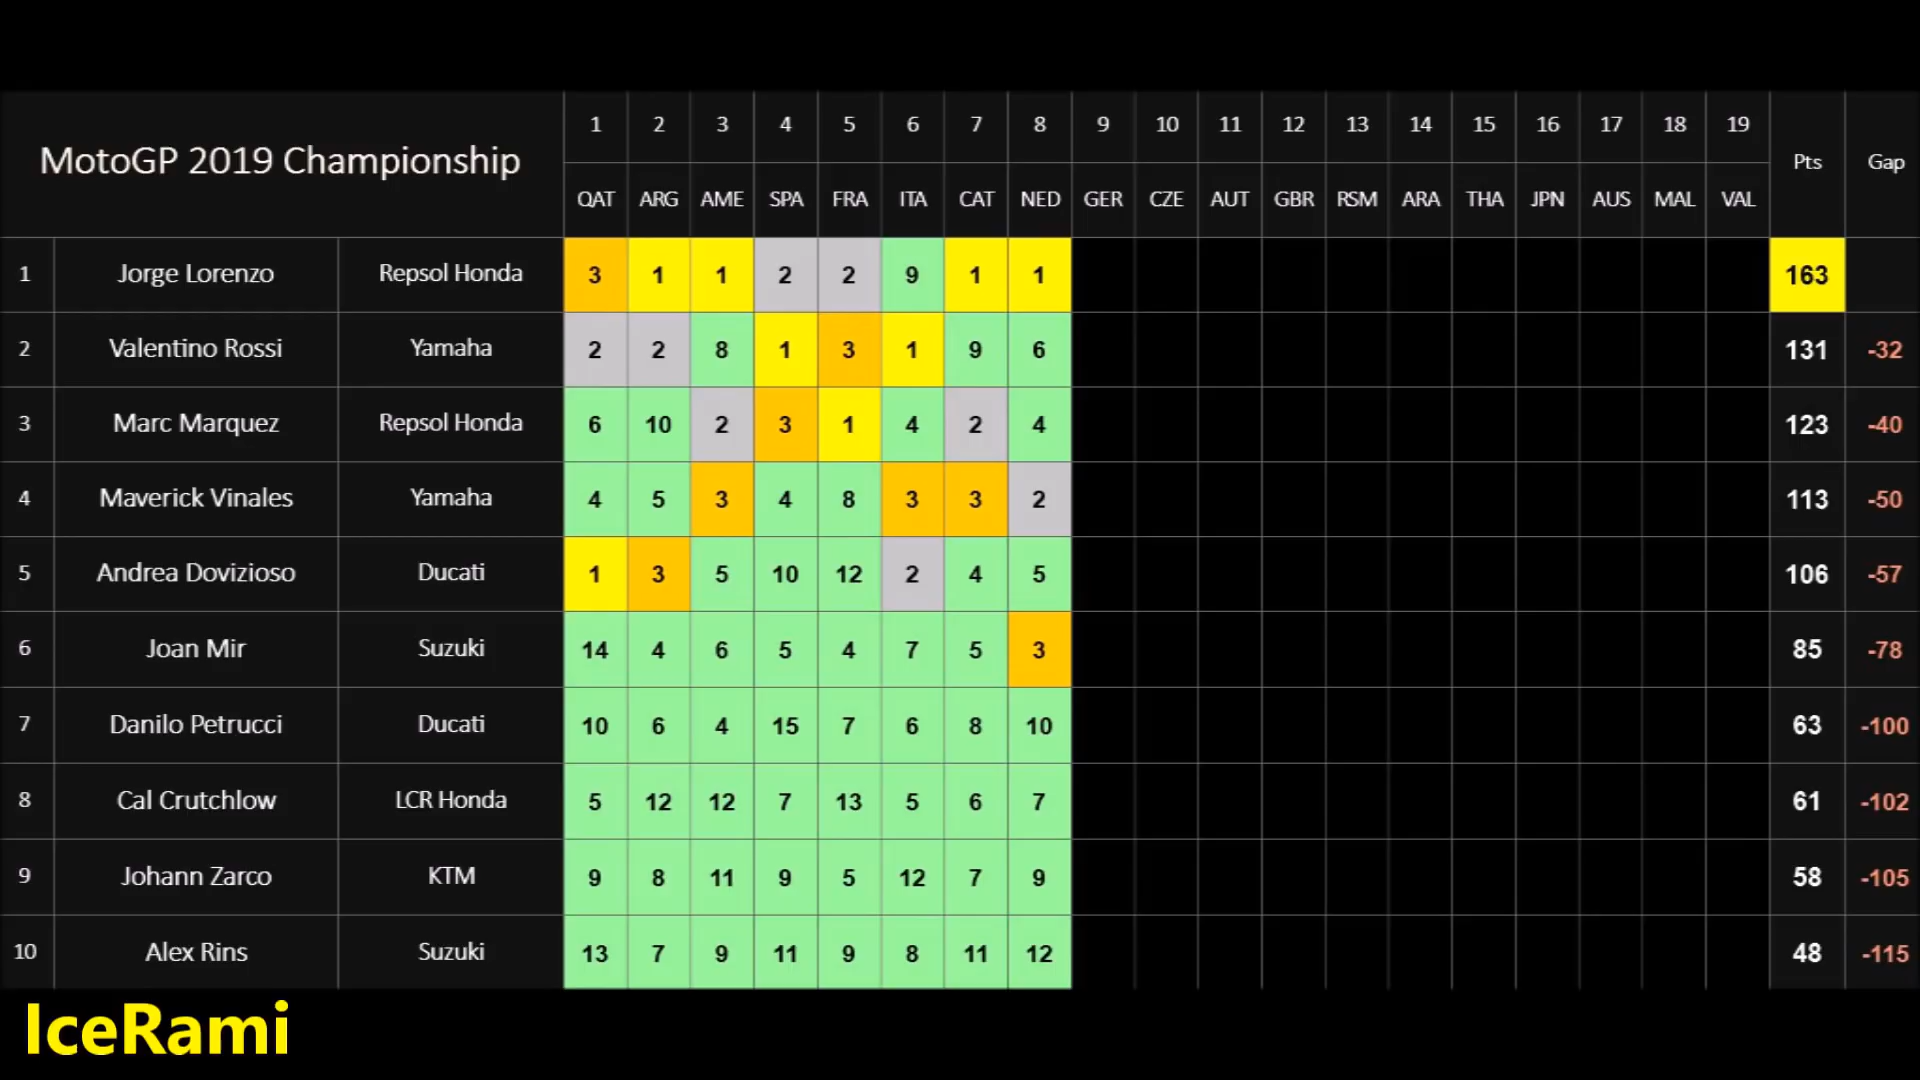 MotoGP 2019 Championship 1 2 3 4 5 6 7 8 9 10 11 12 13 14 15 16 17 18 19 Pts Gap
QAT ARG AME SPA FRA ITA CAT NED GER CZE AUT GBR RSM ARA THA JPN AUS MAL VAL
1 Jorge Lorenzo Repsol Honda 3 1 1 2 2 9 1 1 163
2 Valentino Rossi Yamaha 2 2 8 1 3 1 9 6 131 -32
3 Marc Marquez Repsol Honda 6 10 2 3 1 4 2 4 123 -40
4 Maverick Vinales Yamaha 4 5 3 4 8 3 3 2 113 -50
5 Andrea Dovizioso Ducati 1 3 5 10 12 2 4 5 106 -57
6 Joan Mir Suzuki 14 4 6 5 4 7 5 3 85 -78
7 Danilo Petrucci Ducati 10 6 4 15 7 6 8 10 63 -100
8 Cal Crutchlow LCR Honda 5 12 12 7 13 5 6 7 61 -102
9 Johann Zarco KTM 9 8 11 9 5 12 7 9 58 -105
10 Alex Rins Suzuki 13 7 9 11 9 8 11 12 48 -115
IceRami